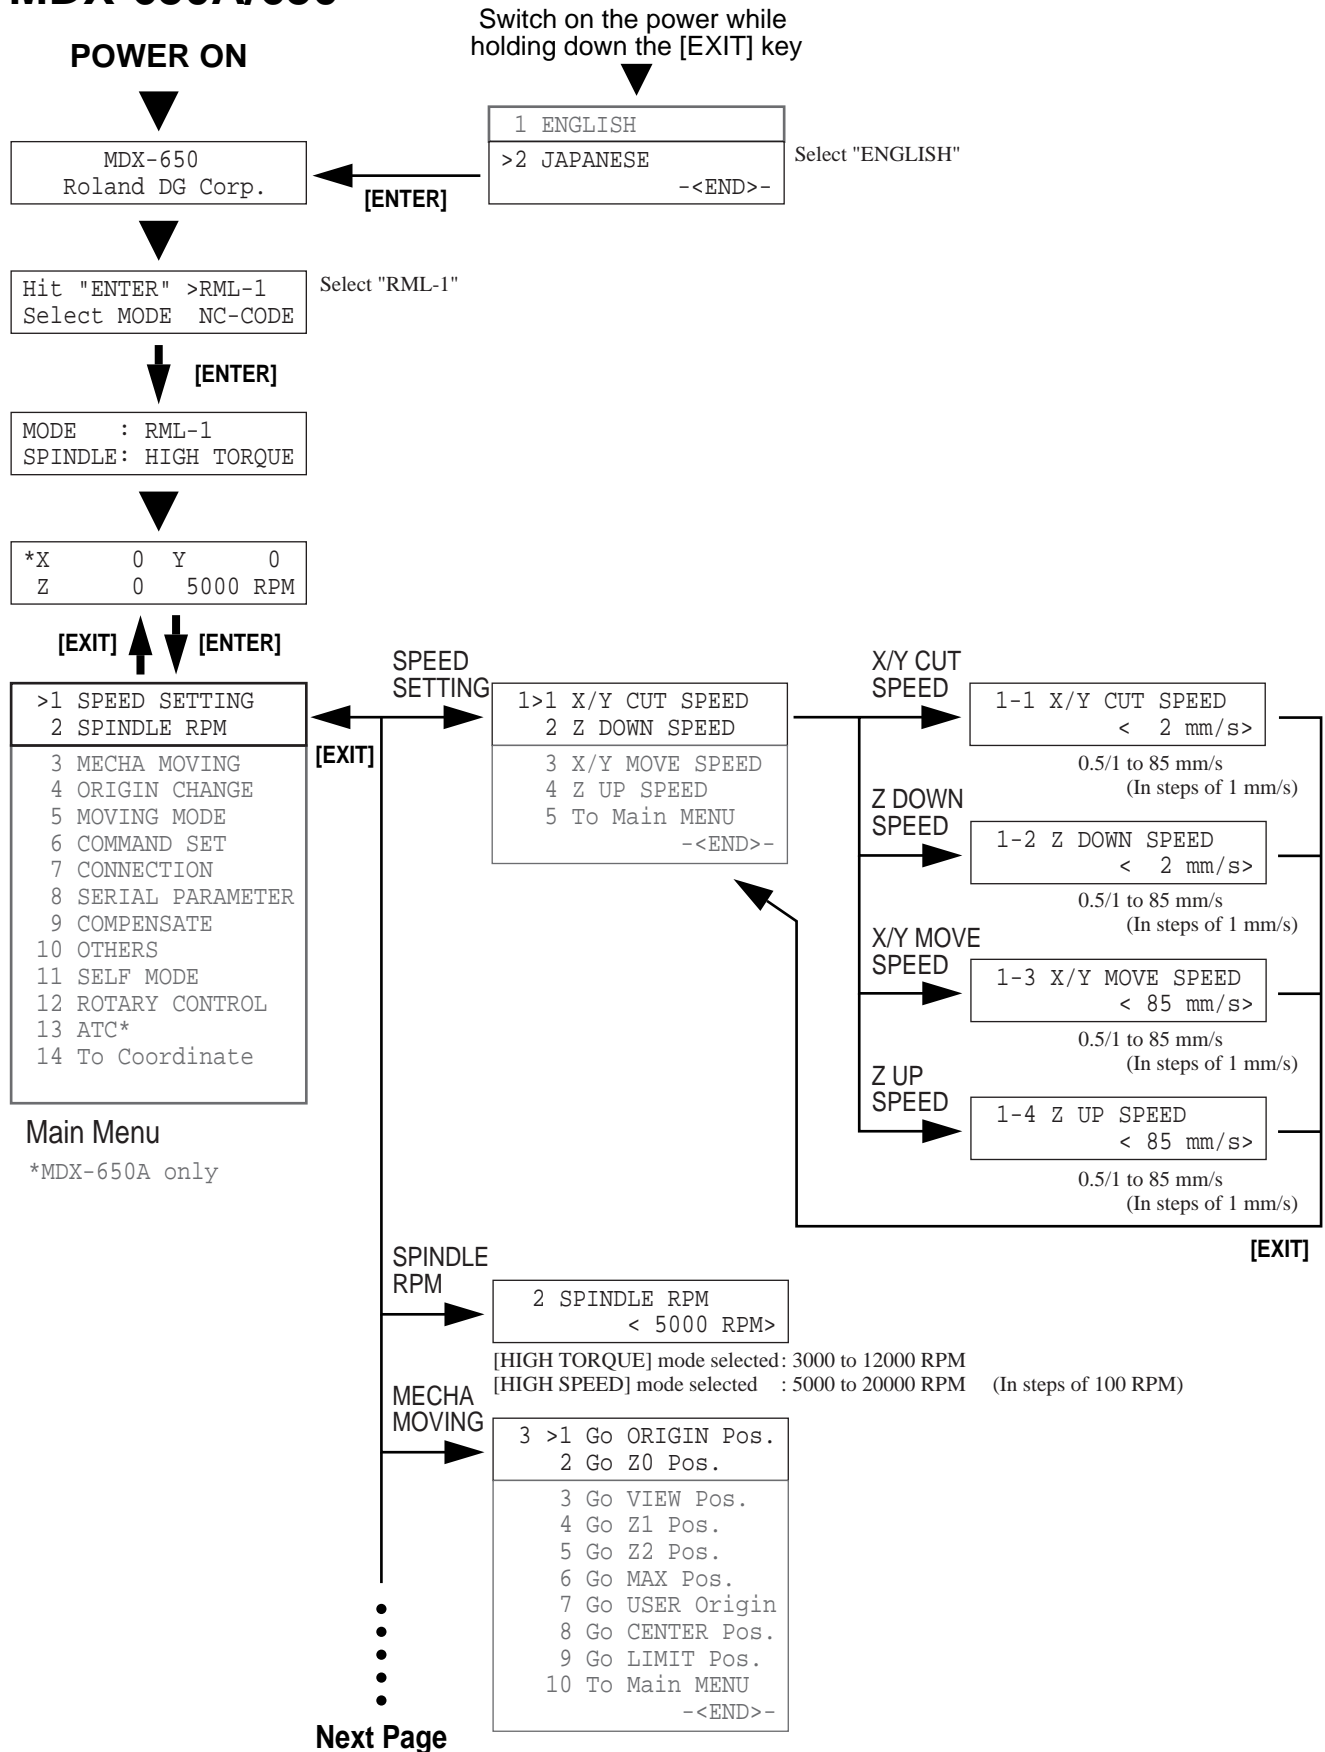 MDX-650A/650
Switch on the power while
holding down the [EXIT] key
POWER ON
1 ENGLISH
>2 JAPANESE
-<END>-
Select "ENGLISH"
MDX-650
Roland DG Corp.
[ENTER]
Hit "ENTER" >RML-1
Select MODE NC-CODE
Select "RML-1"
[ENTER]
MODE : RML-1
SPINDLE: HIGH TORQUE
*X 0 Y 0
Z 0 5000 RPM
[EXIT] [ENTER]
>1 SPEED SETTING
2 SPINDLE RPM
3 MECHA MOVING
4 ORIGIN CHANGE
5 MOVING MODE
6 COMMAND SET
7 CONNECTION
8 SERIAL PARAMETER
9 COMPENSATE
10 OTHERS
11 SELF MODE
12 ROTARY CONTROL
13 ATC*
14 To Coordinate
Main Menu
*MDX-650A only
[EXIT]
SPEED
SETTING
1>1 X/Y CUT SPEED
2 Z DOWN SPEED
3 X/Y MOVE SPEED
4 Z UP SPEED
5 To Main MENU
-<END>-
X/Y CUT
SPEED
1-1 X/Y CUT SPEED
< 2 mm/s>
0.5/1 to 85 mm/s
(In steps of 1 mm/s)
Z DOWN
SPEED
1-2 Z DOWN SPEED
< 2 mm/s>
0.5/1 to 85 mm/s
(In steps of 1 mm/s)
X/Y MOVE
SPEED
1-3 X/Y MOVE SPEED
< 85 mm/s>
0.5/1 to 85 mm/s
(In steps of 1 mm/s)
Z UP
SPEED
1-4 Z UP SPEED
< 85 mm/s>
0.5/1 to 85 mm/s
(In steps of 1 mm/s)
[EXIT]
SPINDLE
RPM
2 SPINDLE RPM
< 5000 RPM>
[HIGH TORQUE] mode selected : 3000 to 12000 RPM
[HIGH SPEED] mode selected : 5000 to 20000 RPM (In steps of 100 RPM)
MECHA
MOVING
3 >1 Go ORIGIN Pos.
2 Go Z0 Pos.
3 Go VIEW Pos.
4 Go Z1 Pos.
5 Go Z2 Pos.
6 Go MAX Pos.
7 Go USER Origin
8 Go CENTER Pos.
9 Go LIMIT Pos.
10 To Main MENU
-<END>-
Next Page